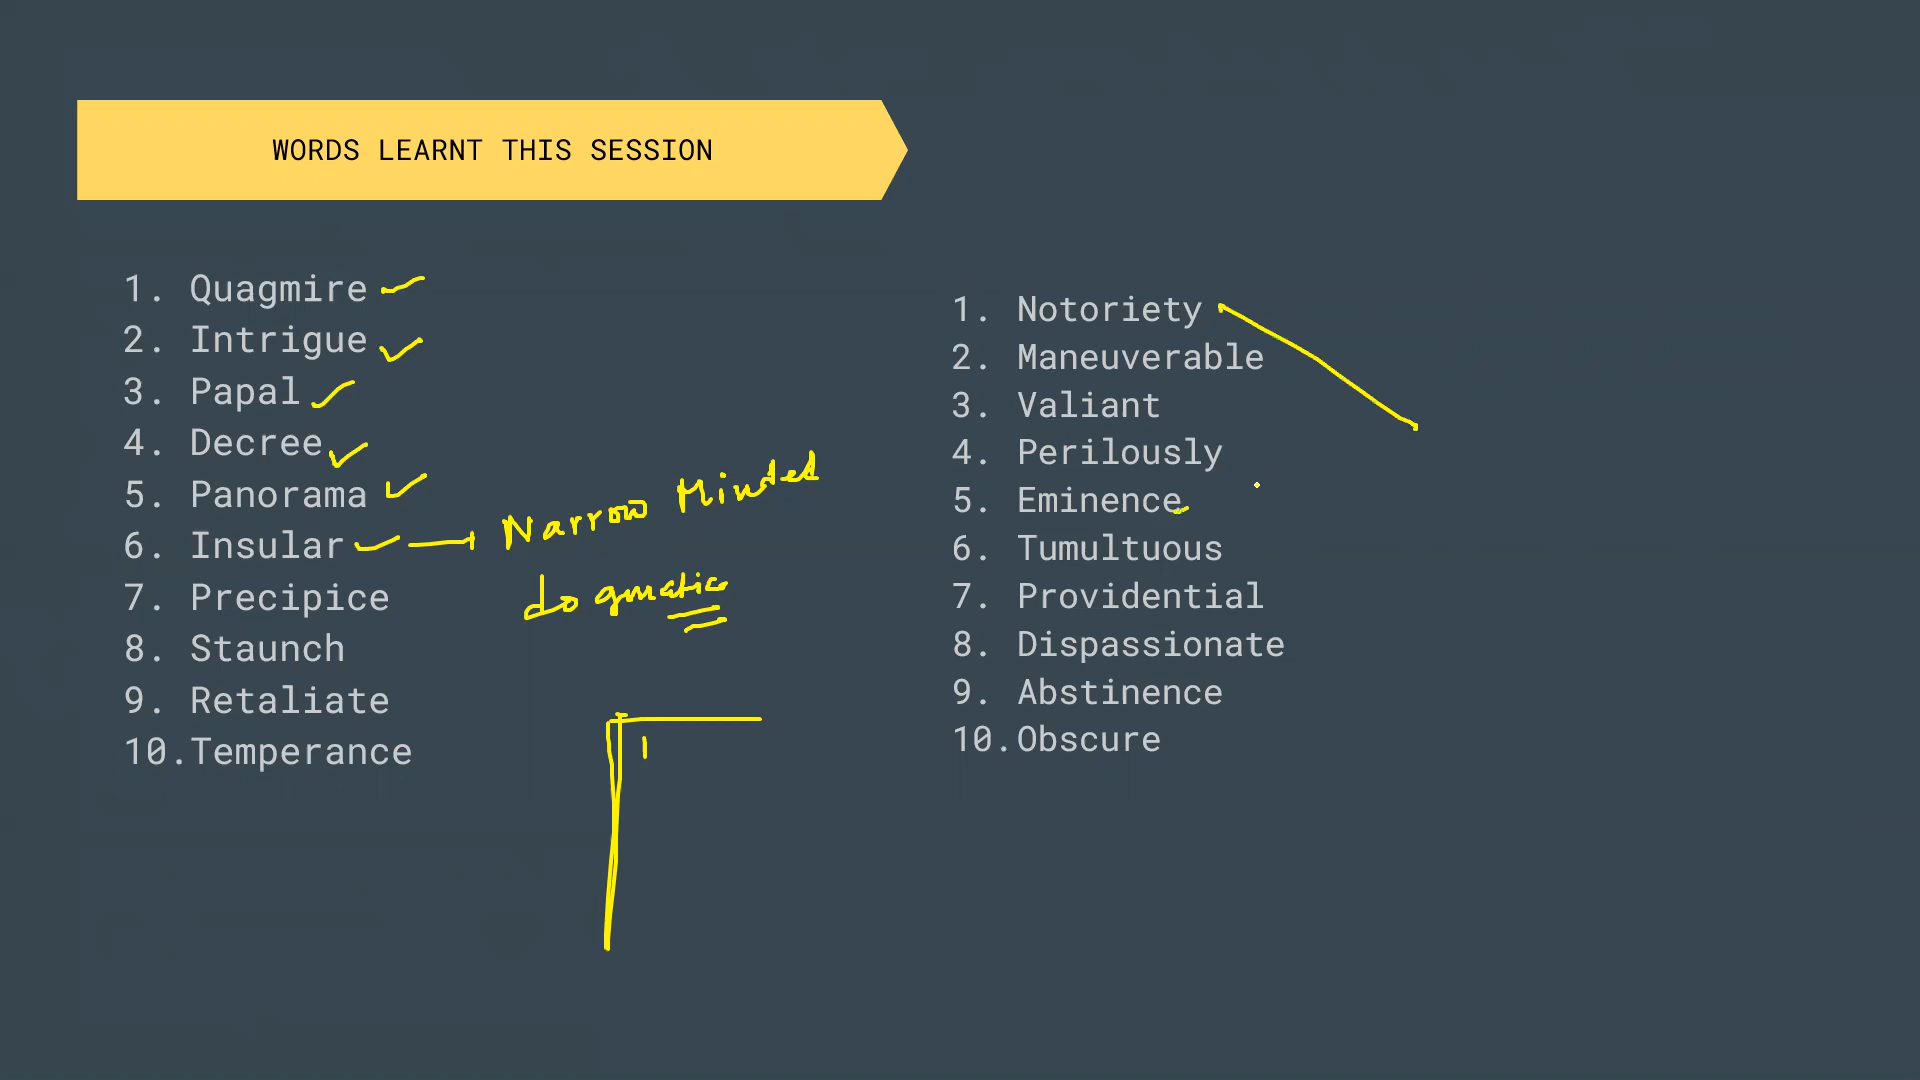 WORDS LEARNT THIS SESSION
1. Quagmire
2. Intrigue
3. Papal
4. Decree
5. Panorama
6. Insular → Narrow Minded
dogmatic
7. Precipice
8. Staunch
9. Retaliate
10.Temperance
1. Notoriety
2. Maneuverable
3. Valiant
4. Perilously
5. Eminence
6. Tumultuous
7. Providential
8. Dispassionate
9. Abstinence
10.Obscure